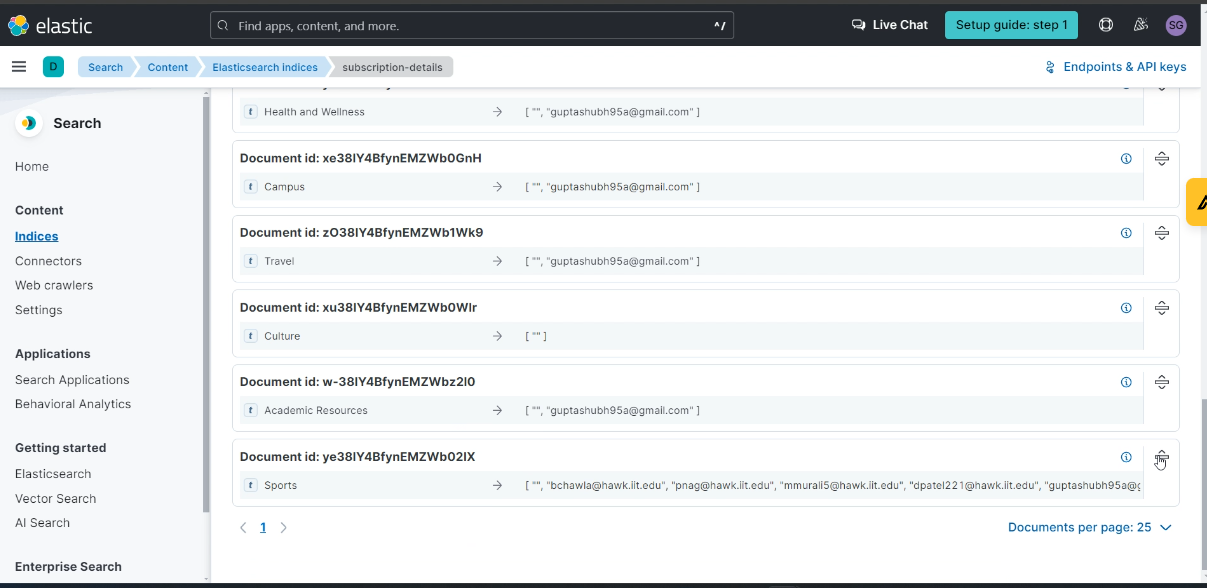 elastic
Find apps, content, and more.
^/
Live Chat
Setup guide: step 1
SG
D
Search
Content
Elasticsearch indices
subscription-details
Endpoints & API keys
Search
Home
Content
Indices
Connectors
Web crawlers
Settings
Applications
Search Applications
Behavioral Analytics
Getting started
Elasticsearch
Vector Search
AI Search
Enterprise Search
t Health and Wellness → [ "", "guptashubh95a@gmail.com" ]
Document id: xe38lY4BfynEMZWb0GnH
t Campus → [ "", "guptashubh95a@gmail.com" ]
Document id: zO38lY4BfynEMZWb1Wk9
t Travel → [ "", "guptashubh95a@gmail.com" ]
Document id: xu38lY4BfynEMZWb0Wlr
t Culture → [ "" ]
Document id: w-38lY4BfynEMZWbz2l0
t Academic Resources → [ "", "guptashubh95a@gmail.com" ]
Document id: ye38lY4BfynEMZWb02lX
t Sports → [ "", "bchawla@hawk.iit.edu", "pnag@hawk.iit.edu", "mmurali5@hawk.iit.edu", "dpatel221@hawk.iit.edu", "guptashubh95a@g
< 1 >
Documents per page: 25